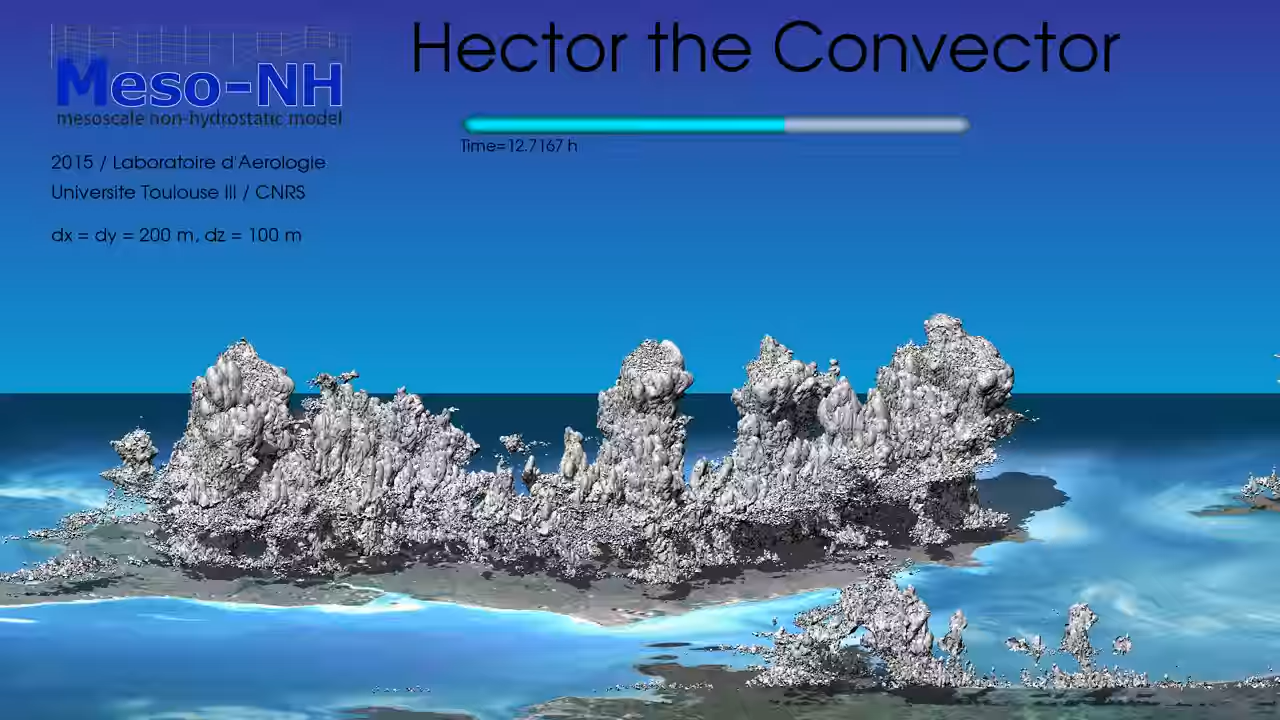 Hector the Convector
Meso-NH
mesoscale non-hydrostatic model
Time=12.7167 h
2015 / Laboratoire d'Aerologie
Universite Toulouse III / CNRS
dx = dy = 200 m, dz = 100 m